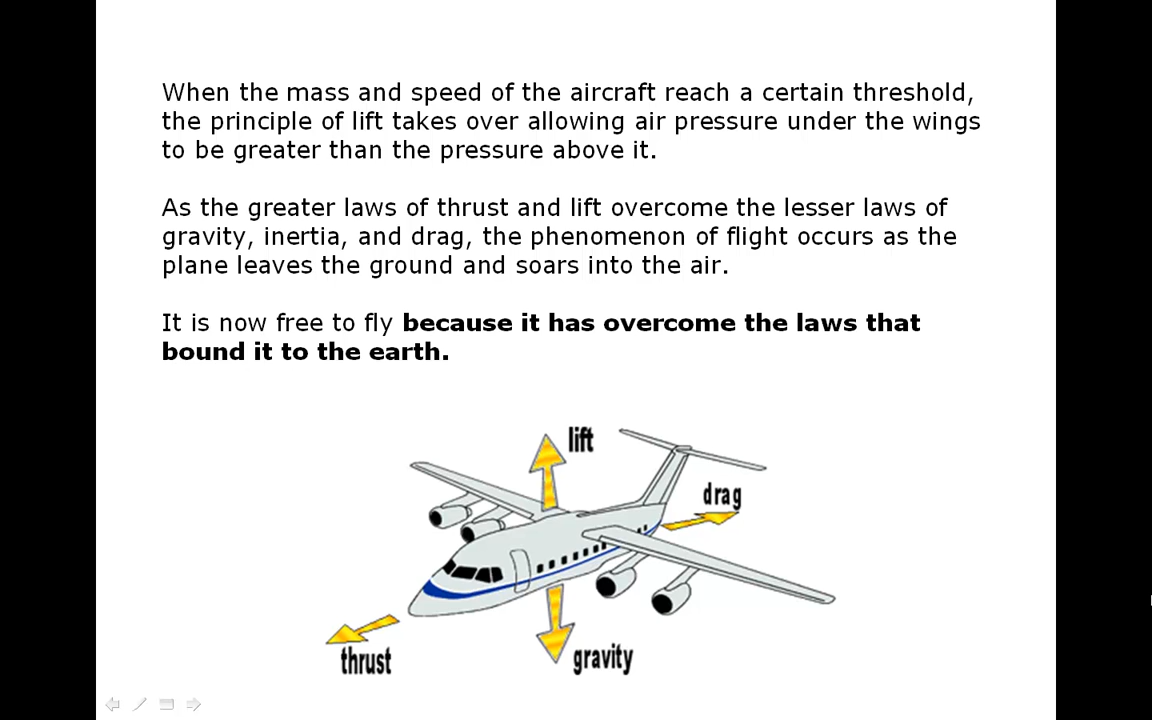 When the mass and speed of the aircraft reach a certain threshold,
the principle of lift takes over allowing air pressure under the wings
to be greater than the pressure above it.
As the greater laws of thrust and lift overcome the lesser laws of
gravity, inertia, and drag, the phenomenon of flight occurs as the
plane leaves the ground and soars into the air.
It is now free to fly because it has overcome the laws that
bound it to the earth.
lift
drag
thrust
gravity